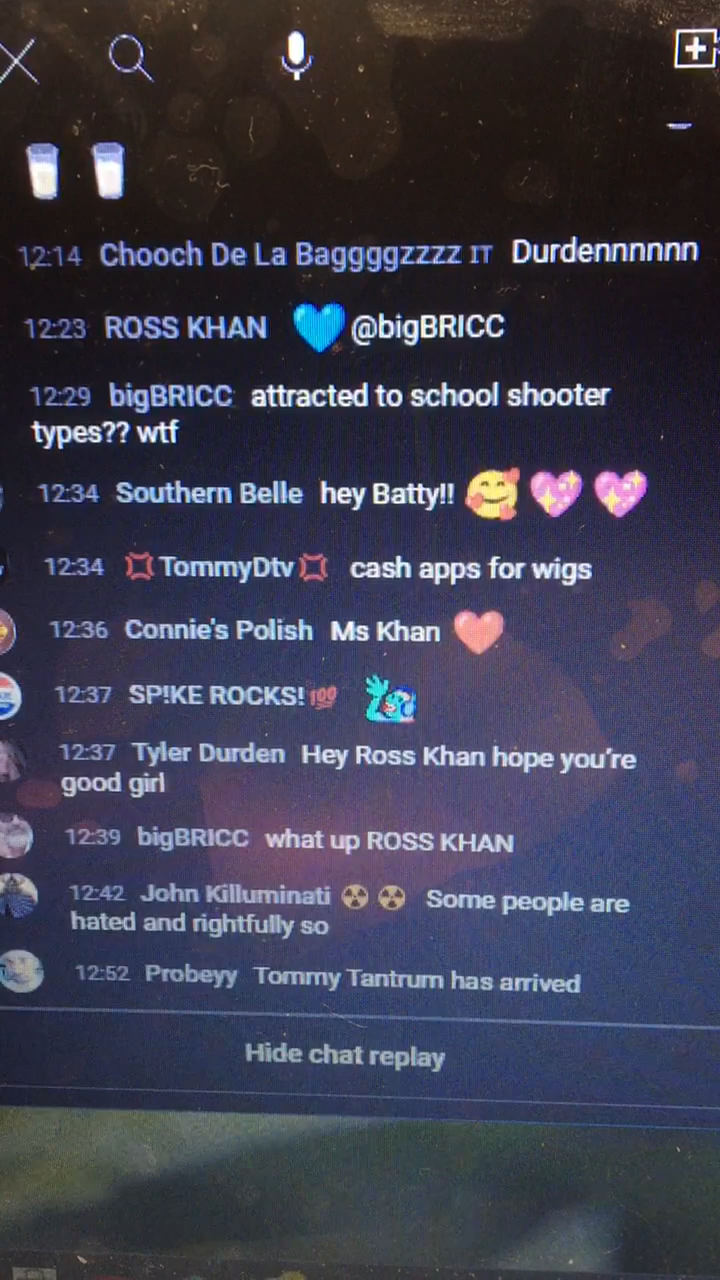 12:14 Chooch De La Baggggzzzz IT Durdennnnnn
12:23 ROSS KHAN 💙@bigBRICC
12:29 bigBRICC attracted to school shooter
types?? wtf
12:34 Southern Belle hey Batty!! 🥰💖💖
12:34 💢TommyDtv💢 cash apps for wigs
12:36 Connie's Polish Ms Khan ❤️
12:37 SP!KE ROCKS!💯
12:37 Tyler Durden Hey Ross Khan hope you're
good girl
12:39 bigBRICC what up ROSS KHAN
12:42 John Killuminati ☢️☢️ Some people are
hated and rightfully so
12:52 Probeyy Tommy Tantrum has arrived
Hide chat replay